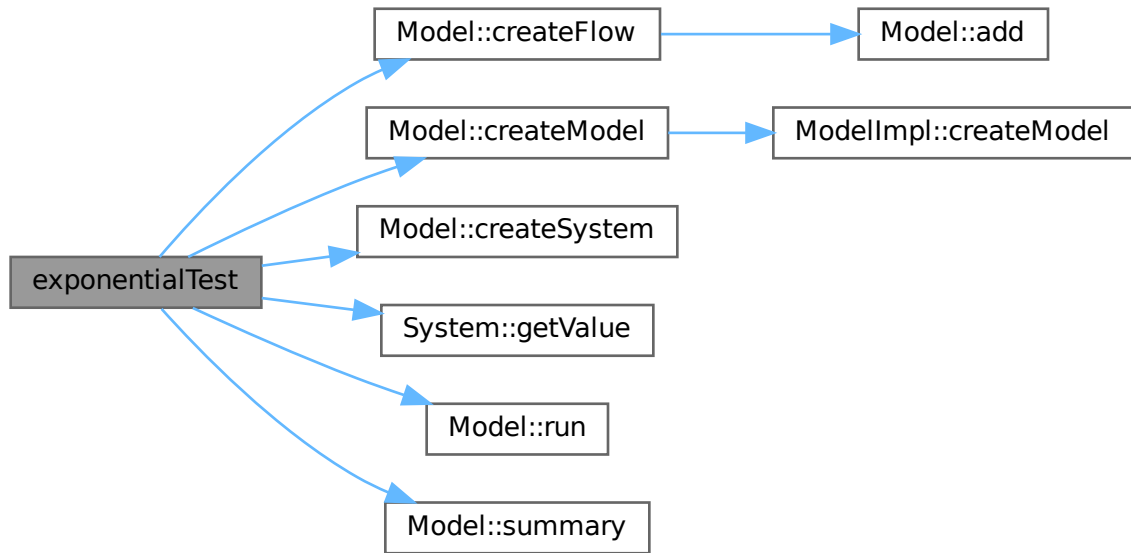 Model::createFlow
Model::add
Model::createModel
ModelImpl::createModel
Model::createSystem
exponentialTest
System::getValue
Model::run
Model::summary